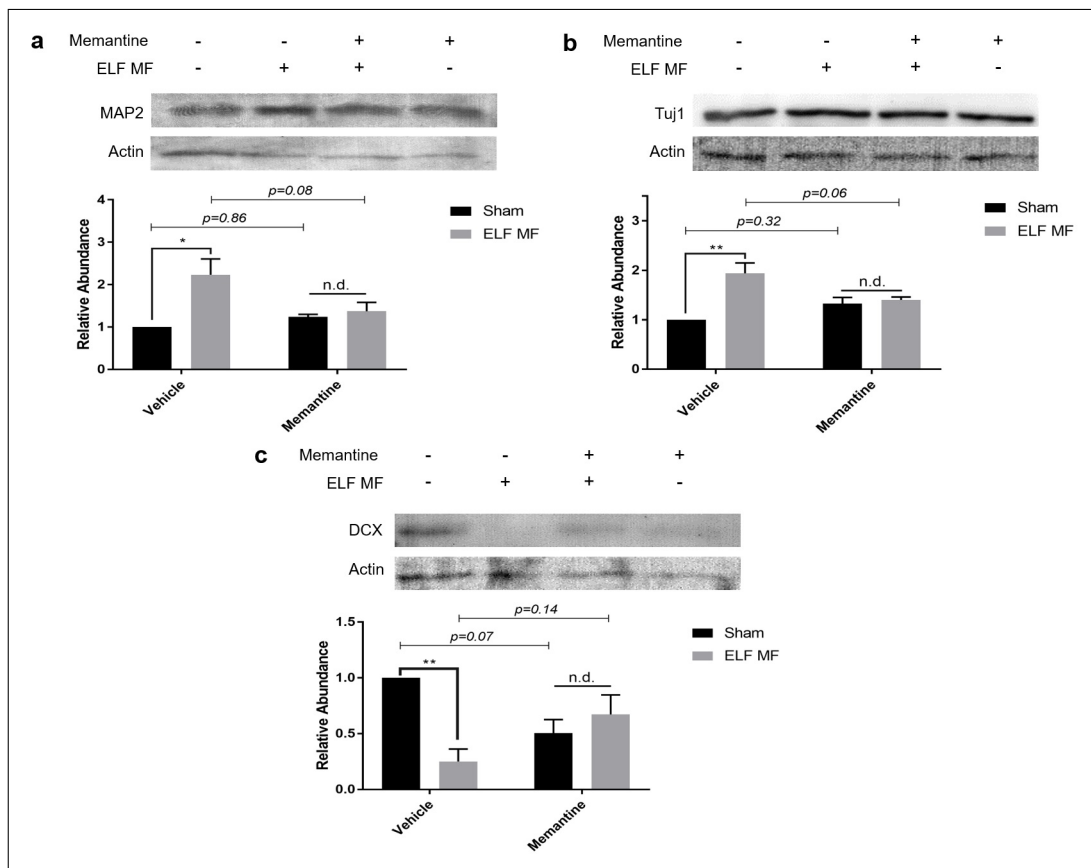 a
Memantine - - + +
ELF MF - + + -
MAP2
Actin
4
3
2
1
0
Relative Abundance
p=0.08
p=0.86
*
n.d.
Sham
ELF MF
Vehicle
Memantine
b
Memantine - - + +
ELF MF - + + -
Tuj1
Actin
3
2
1
0
Relative Abundance
p=0.06
p=0.32
**
n.d.
Sham
ELF MF
Vehicle
Memantine
c
Memantine - - + +
ELF MF - + + -
DCX
Actin
1.5
1.0
0.5
0.0
Relative Abundance
p=0.14
p=0.07
**
n.d.
Sham
ELF MF
Vehicle
Memantine